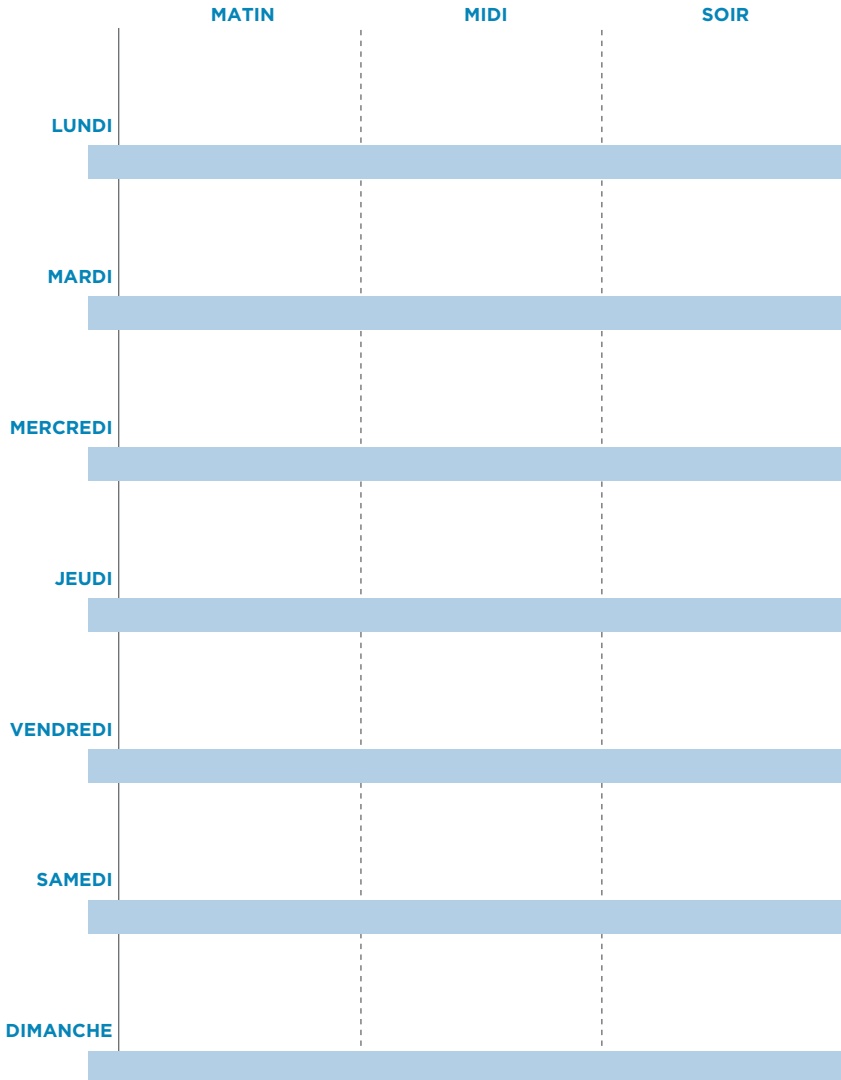 MATIN MIDI SOIR
LUNDI
MARDI
MERCREDI
JEUDI
VENDREDI
SAMEDI
DIMANCHE